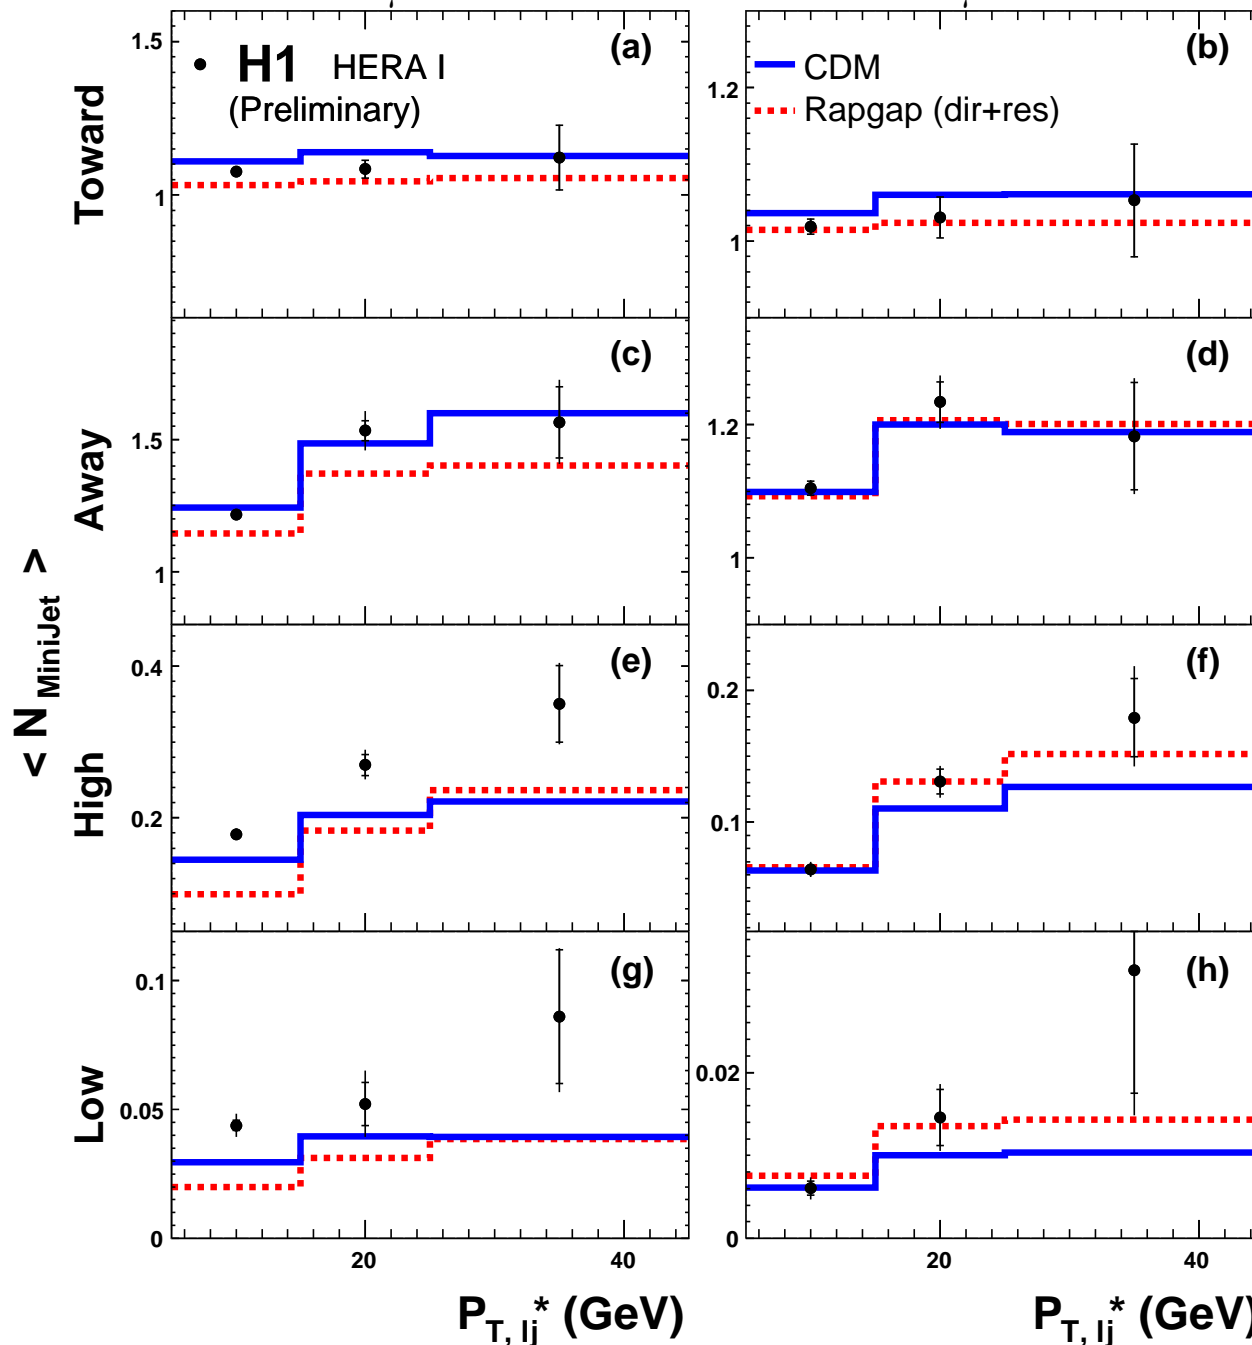 1.5
(a)
H1 HERA I
(Preliminary)
1
Toward
(b)
CDM
1.2
Rapgap (dir+res)
1
(c)
1.5
1
Away
(d)
1.2
1
< N MiniJet >
(e)
0.4
0.2
High
(f)
0.2
0.1
(g)
0.1
0.05
0
Low
20
40
P T, lj * (GeV)
(h)
0.02
0
20
40
P T, lj * (GeV)